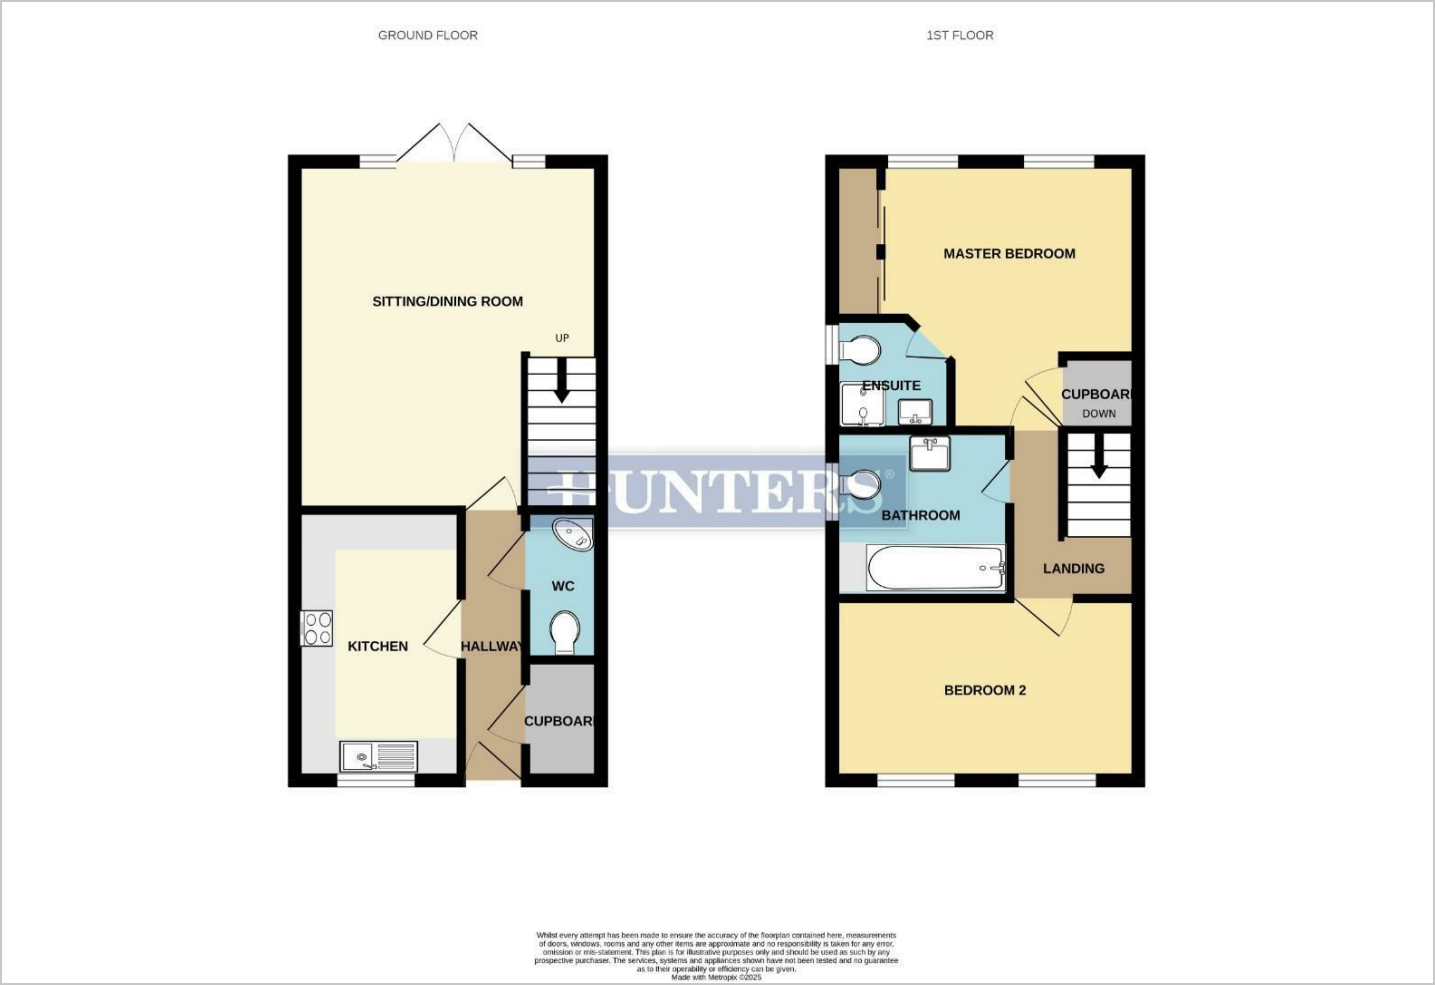 GROUND FLOOR
1ST FLOOR
SITTING/DINING ROOM
UP
KITCHEN
HALLWAY
WC
CUPBOAR
MASTER BEDROOM
ENSUITE
CUPBOARD
DOWN
BATHROOM
LANDING
BEDROOM 2
HUNTERS®
Whilst every attempt has been made to ensure the accuracy of the floorplan contained here, measurements
of doors, windows, rooms and any other items are approximate and no responsibility is taken for any error,
omission or mis-statement. This plan is for illustrative purposes only and should be used as such by any
prospective purchaser. The services, systems and appliances shown have not been tested and no guarantee
as to their operability or efficiency can be given.
Made with Metropix ©2025